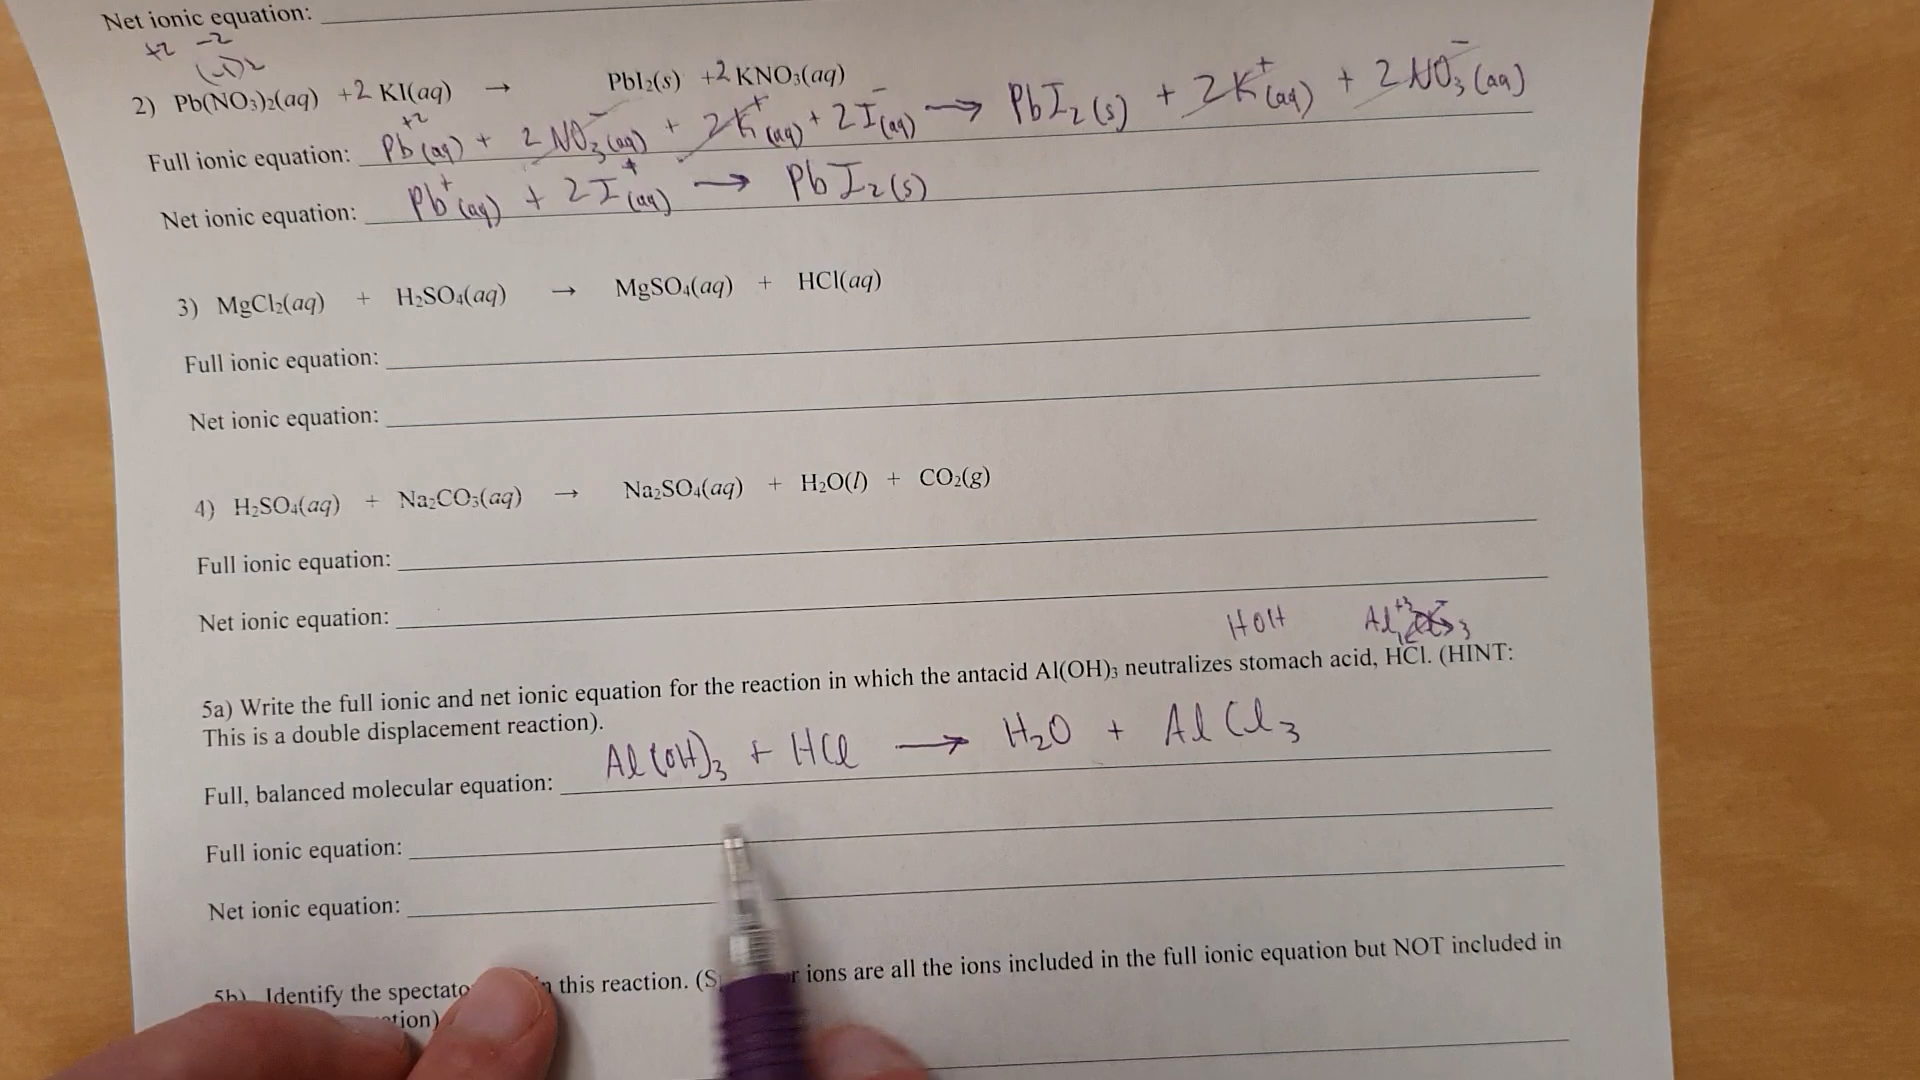 Net ionic equation:
+2 -2
(-1)2
2) Pb(NO₃)₂(aq) +2 KI(aq) → PbI₂(s) +2 KNO₃(aq)
Full ionic equation: Pb⁺²(aq) + 2 NO₃⁻(aq) + 2K⁺(aq) + 2I⁻(aq) → PbI₂(s) + 2K⁺(aq) + 2NO₃⁻(aq)
Net ionic equation: Pb⁺(aq) + 2I⁺(aq) → PbI₂(s)
3) MgCl₂(aq) + H₂SO₄(aq) → MgSO₄(aq) + HCl(aq)
Full ionic equation:
Net ionic equation:
4) H₂SO₄(aq) + Na₂CO₃(aq) → Na₂SO₄(aq) + H₂O(l) + CO₂(g)
Full ionic equation:
Net ionic equation:
HOH Al⁺³ 3
5a) Write the full ionic and net ionic equation for the reaction in which the antacid Al(OH)₃ neutralizes stomach acid, HCl. (HINT:
This is a double displacement reaction).
Full, balanced molecular equation: Al(OH)₃ + HCl → H₂O + AlCl₃
Full ionic equation:
Net ionic equation:
5b) Identify the this reaction. ( ions are all the ions included in the full ionic equation but NOT included in